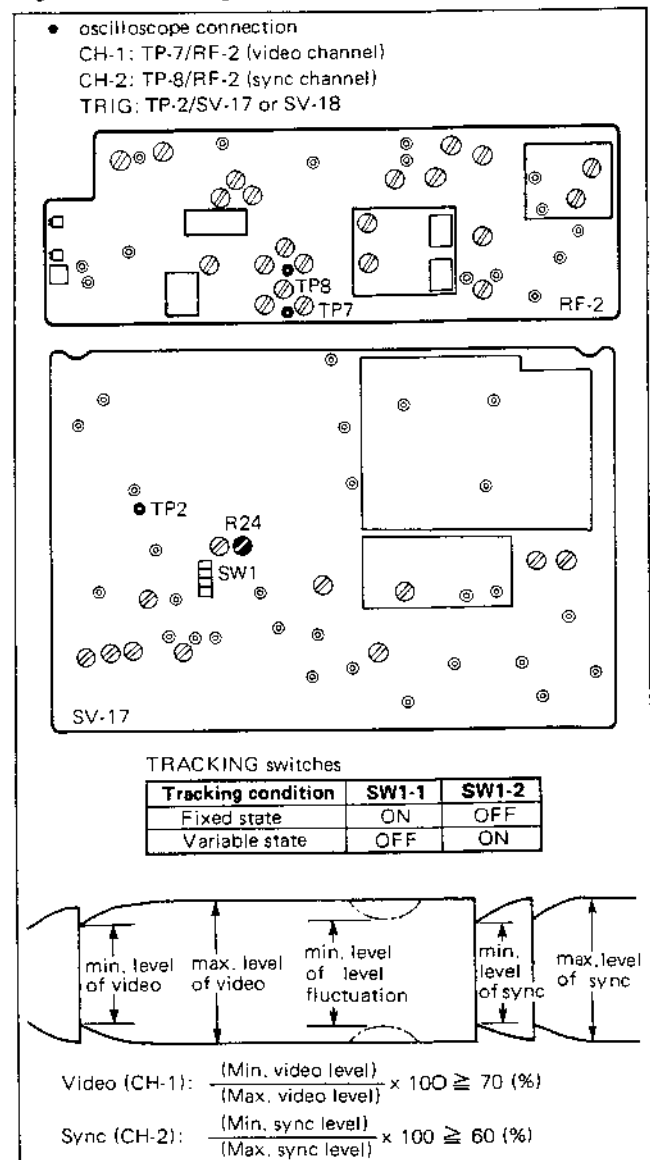 • oscilloscope connection
CH-1: TP-7/RF-2 (video channel)
CH-2: TP-8/RF-2 (sync channel)
TRIG: TP-2/SV-17 or SV-18
TP8
TP7
RF-2
TP2
R24
SW1
SV-17
TRACKING switches
Tracking condition SW1-1 SW1-2
Fixed state ON OFF
Variable state OFF ON
min. level of video
max. level of video
min. level of level fluctuation
min. level of sync
max. level of sync
Video (CH-1): (Min. video level) / (Max. video level) x 100 ≧ 70 (%)
Sync (CH-2): (Min. sync level) / (Max. sync level) x 100 ≧ 60 (%)